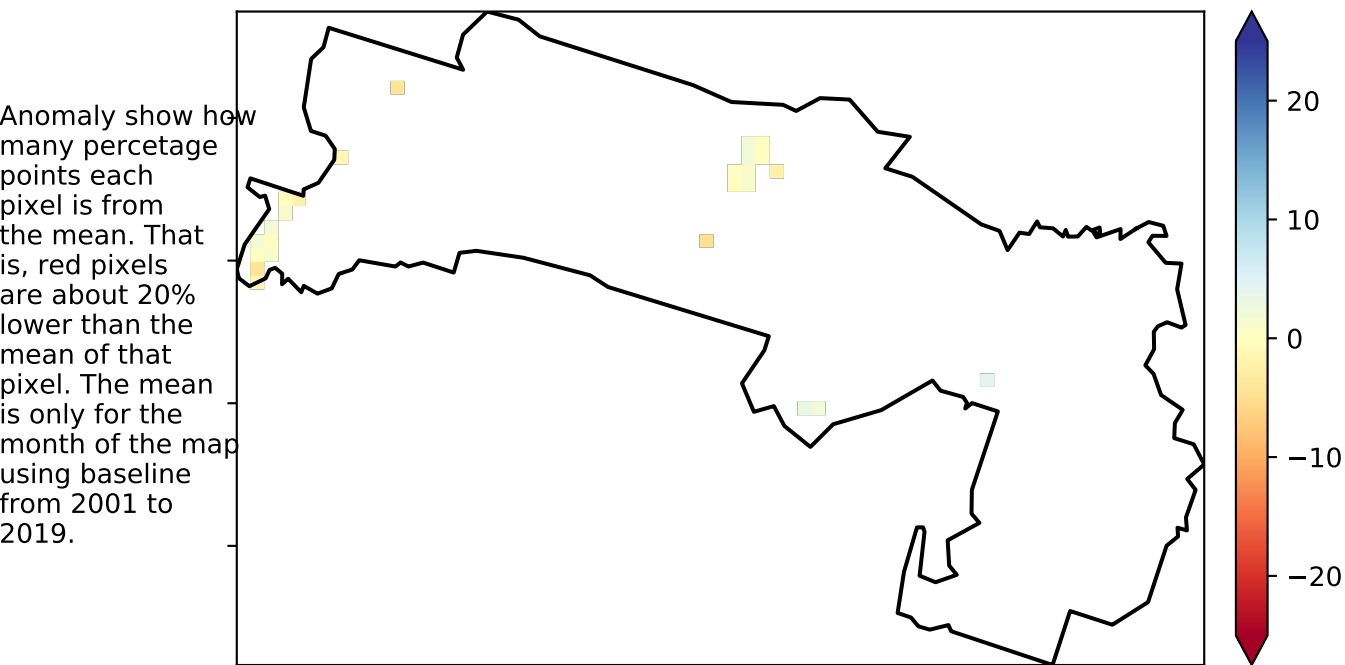 Anomaly show how
many percetage
points each
pixel is from
the mean. That
is, red pixels
are about 20%
lower than the
mean of that
pixel. The mean
is only for the
month of the map
using baseline
from 2001 to
2019.
20
10
0
−10
−20